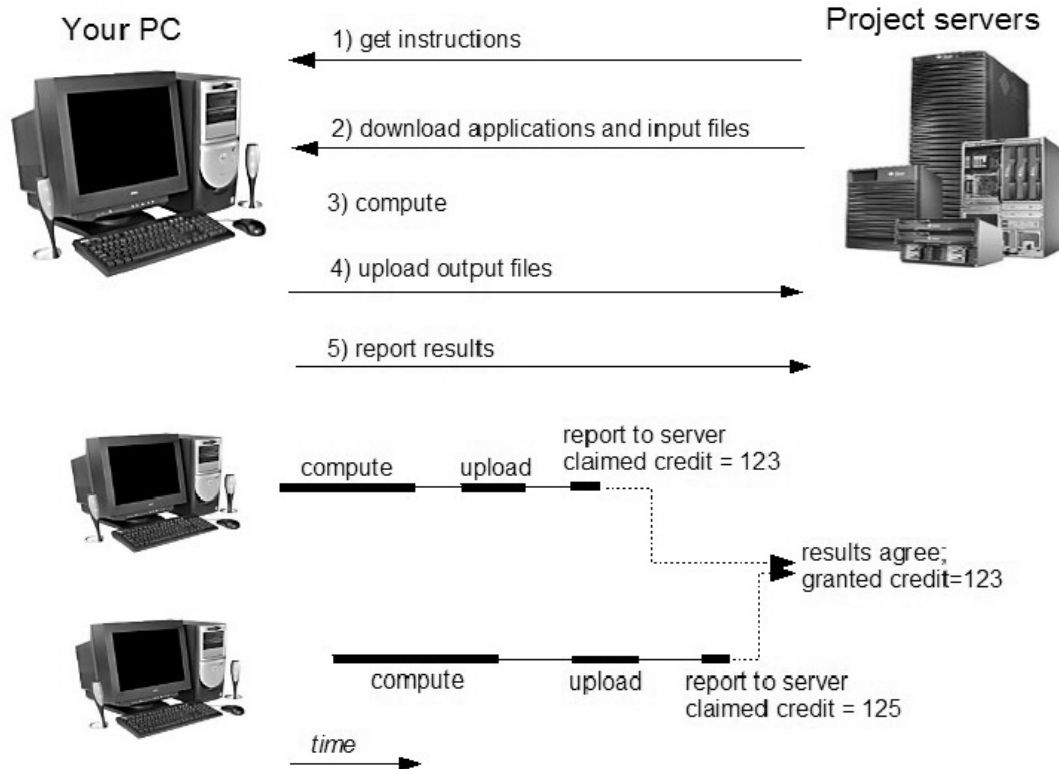 Your PC
Project servers
1) get instructions
2) download applications and input files
3) compute
4) upload output files
5) report results
report to server
claimed credit = 123
compute
upload
results agree;
granted credit=123
compute
upload
report to server
claimed credit = 125
time